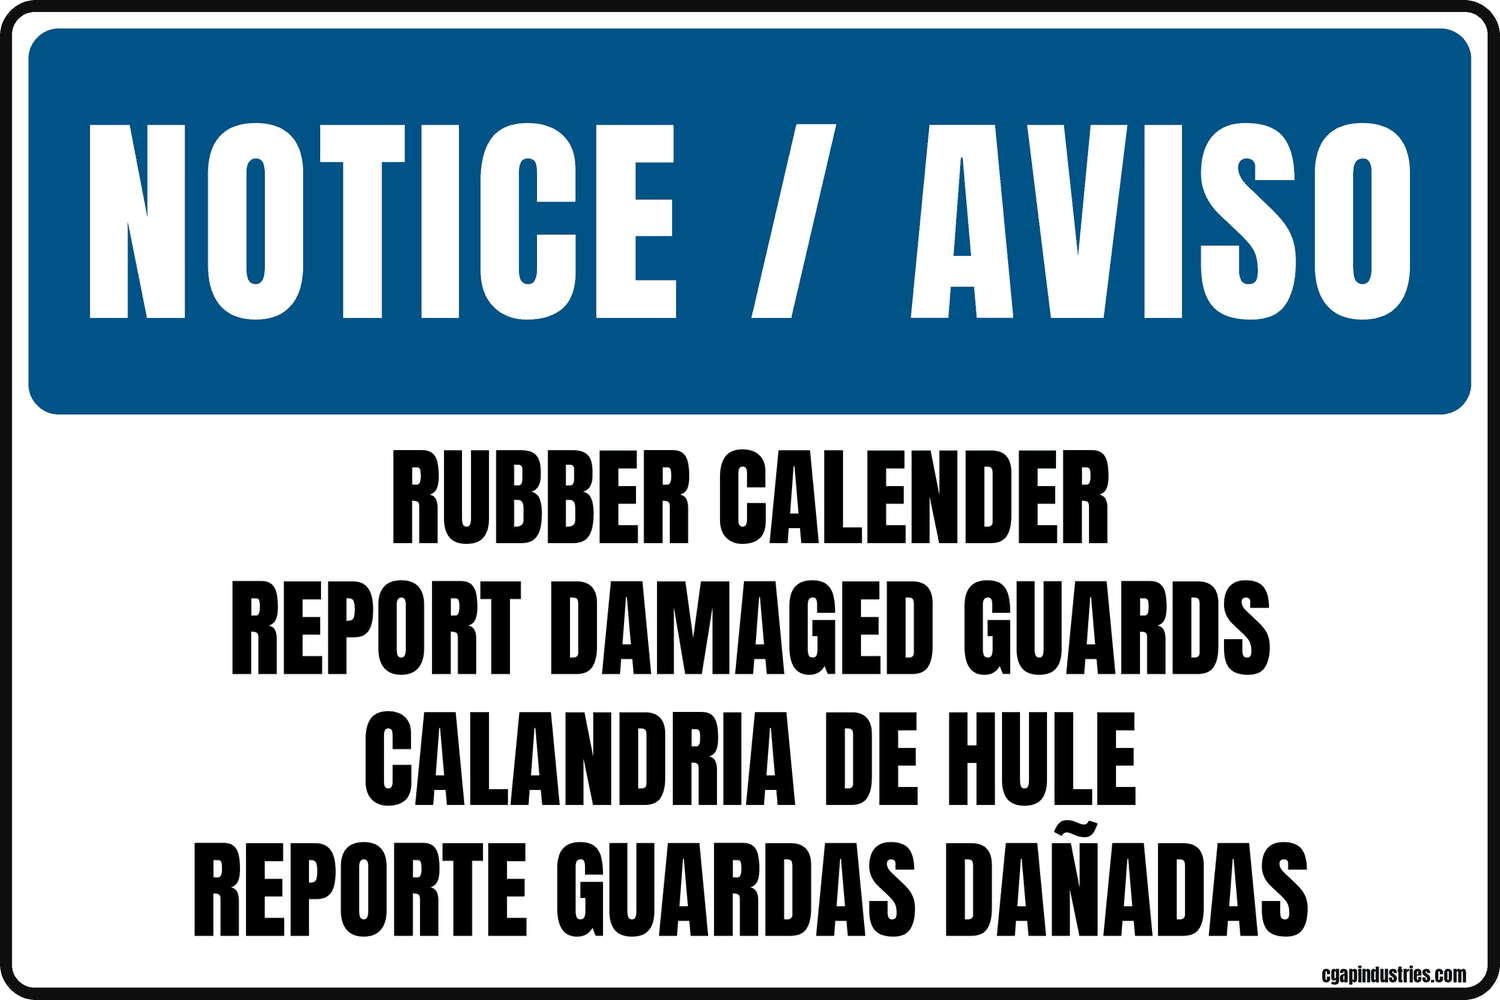 NOTICE / AVISO
RUBBER CALENDER
REPORT DAMAGED GUARDS
CALANDRIA DE HULE
REPORTE GUARDAS DAÑADAS
cgapindustries.com